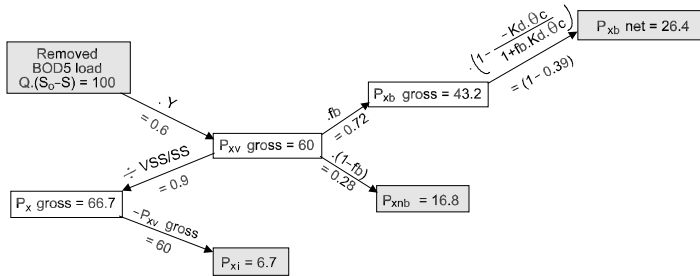 Removed
BOD5 load
Q.(So–S) = 100
. Y
= 0.6
Pxv gross = 60
.fb
= 0.72
Pxb gross = 43.2
.(1- -Kd.θc
1+fb.Kd.θc)
= (1–0.39)
Pxb net = 26.4
.(1–fb)
= 0.28
Pxnb = 16.8
÷ VSS/SS
= 0.9
Px gross = 66.7
–Pxv gross
= 60
Pxi = 6.7